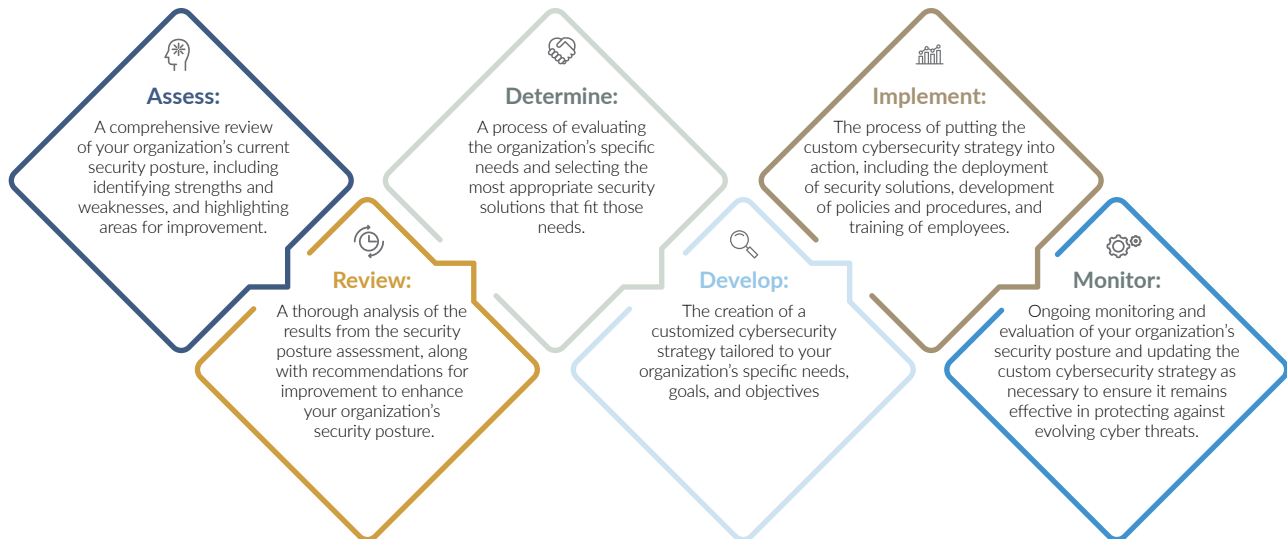 Assess:
A comprehensive review
of your organization's current
security posture, including
identifying strengths and
weaknesses, and highlighting
areas for improvement.
Review:
A thorough analysis of the
results from the security
posture assessment, along
with recommendations for
improvement to enhance
your organization's
security posture.
Determine:
A process of evaluating
the organization's specific
needs and selecting the
most appropriate security
solutions that fit those
needs.
Develop:
The creation of a
customized cybersecurity
strategy tailored to your
organization's specific needs,
goals, and objectives
Implement:
The process of putting the
custom cybersecurity strategy into
action, including the deployment
of security solutions, development
of policies and procedures, and
training of employees.
Monitor:
Ongoing monitoring and
evaluation of your organization's
security posture and updating the
custom cybersecurity strategy as
necessary to ensure it remains
effective in protecting against
evolving cyber threats.